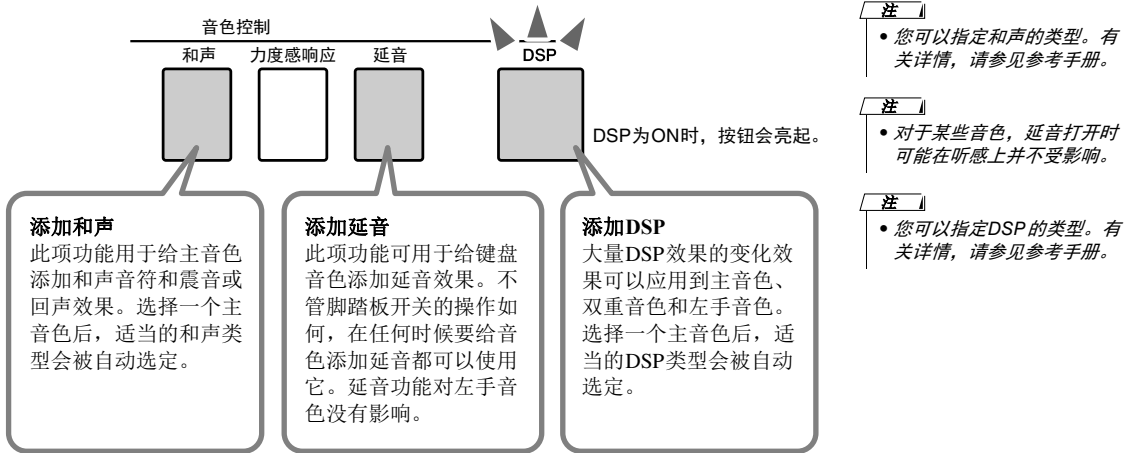 音色控制
和声
力度感响应
延音
DSP
DSP为ON时，按钮会亮起。
添加和声
此项功能用于给主音色
添加和声音符和震音或
回声效果。选择一个主
音色后，适当的和声类
型会被自动选定。
添加延音
此项功能可用于给键盘
音色添加延音效果。不
管脚踏板开关的操作如
何，在任何时候要给音
色添加延音都可以使用
它。延音功能对左手音
色没有影响。
添加DSP
大量DSP效果的变化效
果可以应用到主音色、
双重音色和左手音色。
选择一个主音色后，适
当的DSP类型会被自动
选定。
注
• 您可以指定和声的类型。有
关详情，请参见参考手册。
注
• 对于某些音色，延音打开时
可能在听感上并不受影响。
注
• 您可以指定DSP的类型。有
关详情，请参见参考手册。